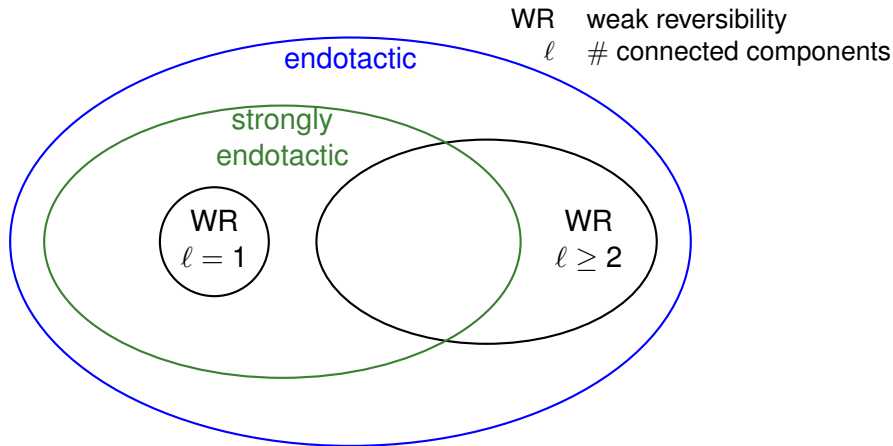 WR weak reversibility
ℓ # connected components
endotactic
strongly
endotactic
WR
ℓ = 1
WR
ℓ ≥ 2